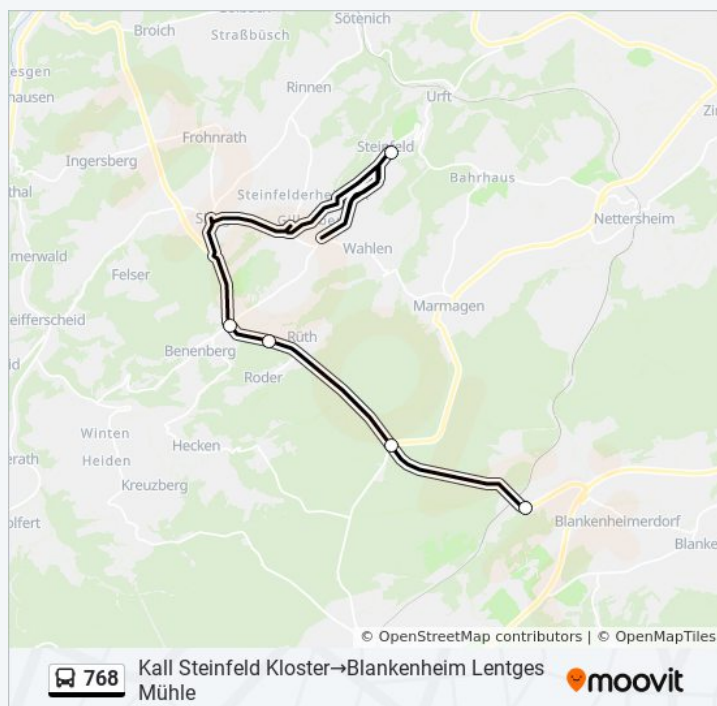 Sötenich
Broich
Straßbüsch
Rinnen
Urft
Frohnrath
Steinfeld
Ingersberg
Bahrhaus
Nettersheim
Wahlen
Felser
Marmagen
Rüth
Benenberg
Roder
Winten
Heiden
Hecken
Kreuzberg
Blankenheimerdorf
© OpenStreetMap contributors | © OpenMapTiles
768 Kall Steinfeld Kloster→Blankenheim Lentges
Mühle
moovit